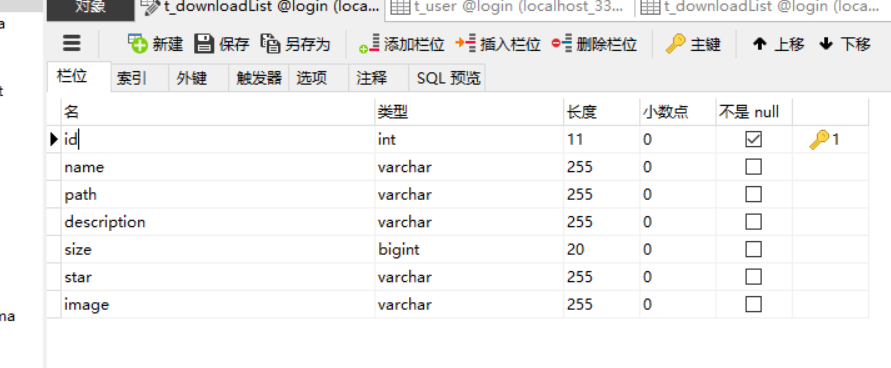 对象 t_downloadList @login (loca... t_user @login (localhost_33... t_downloadList @login (loca...
新建 保存 另存为 添加栏位 插入栏位 删除栏位 主键 上移 下移
栏位 索引 外键 触发器 选项 注释 SQL 预览
名 类型 长度 小数点 不是 null
id int 11 0 1
name varchar 255 0
path varchar 255 0
description varchar 255 0
size bigint 20 0
star varchar 255 0
image varchar 255 0